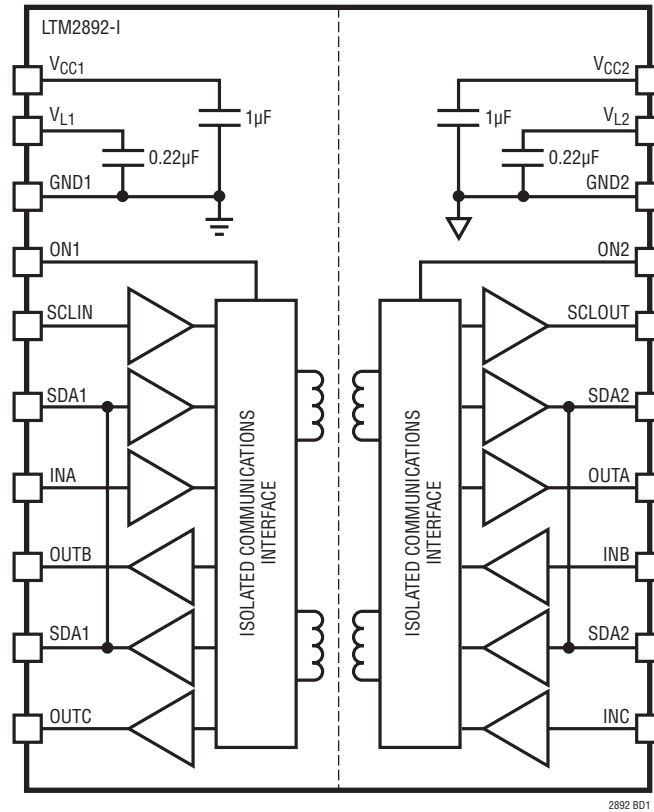 LTM2892-I
VCC1
VCC2
1µF
1µF
VL1
VL2
0.22µF
0.22µF
GND1
GND2
ON1
ON2
SCLIN
SCLOUT
SDA1
SDA2
INA
OUTA
ISOLATED COMMUNICATIONS
INTERFACE
ISOLATED COMMUNICATIONS
INTERFACE
OUTB
INB
SDA1
SDA2
OUTC
INC
2892 BD1